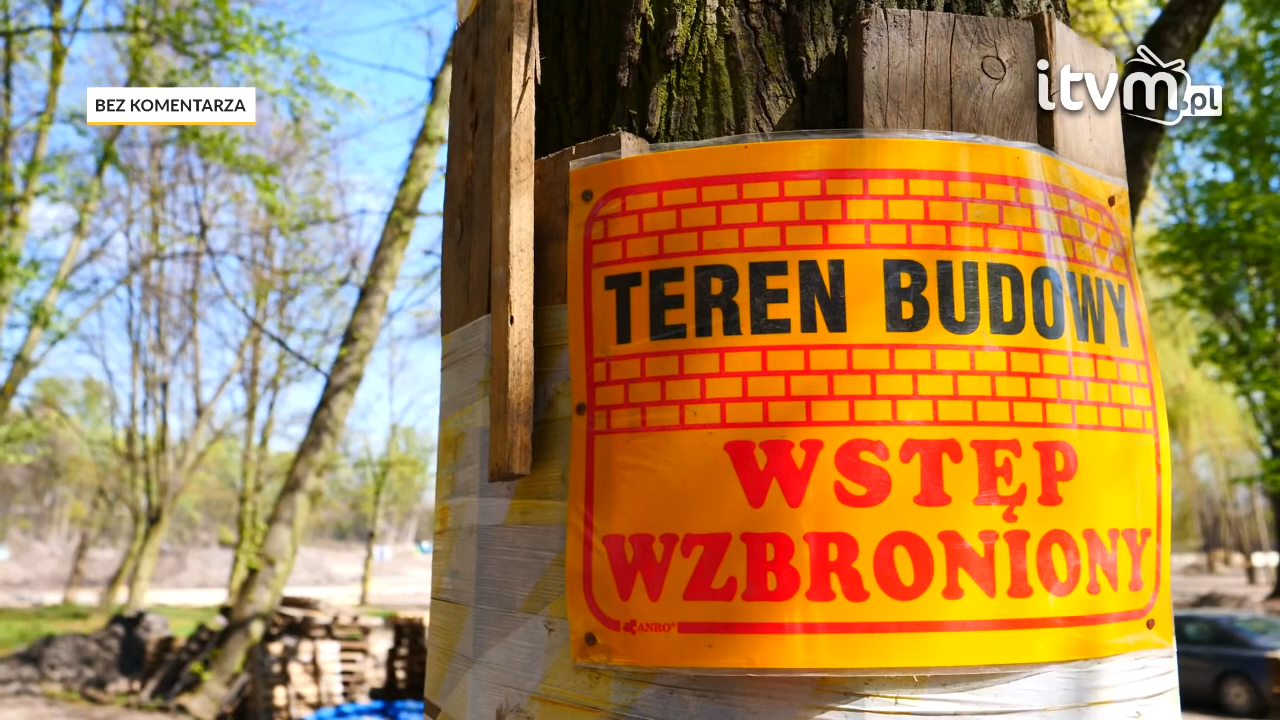 BEZ KOMENTARZA
itvm.pl
TEREN BUDOWY
WSTĘP
WZBRONIONY
ANRO®